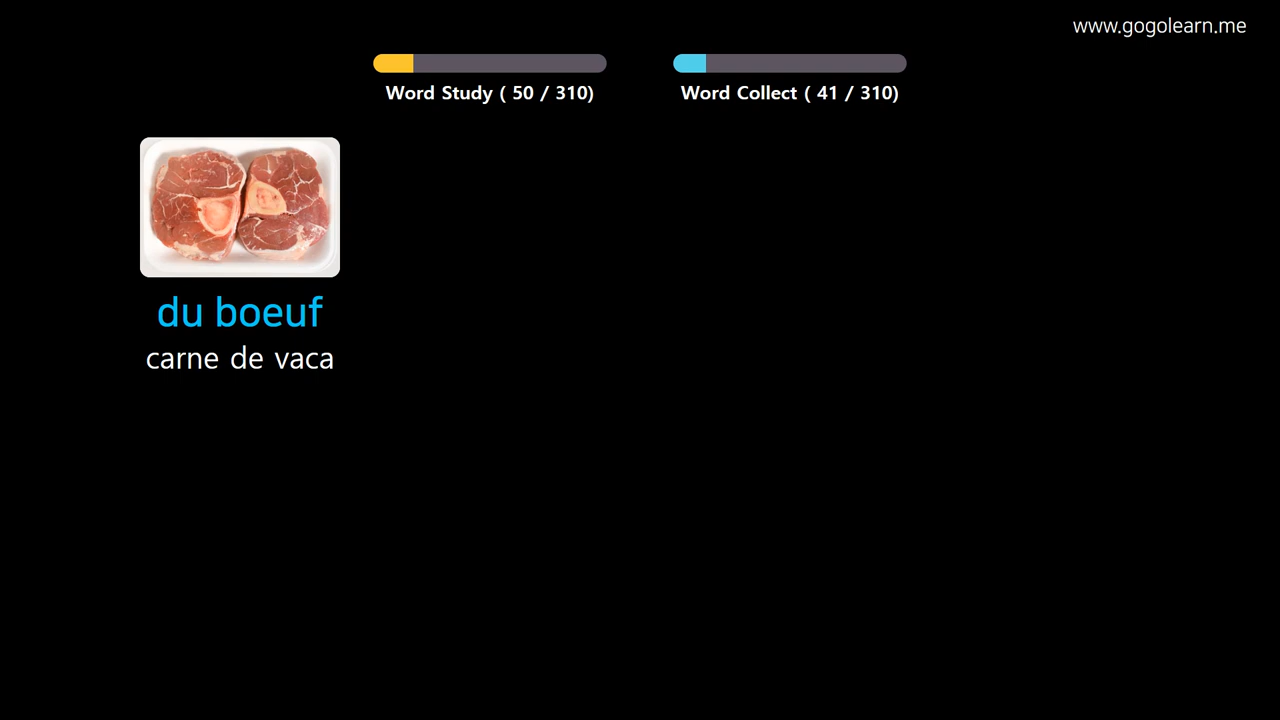 www.gogolearn.me
Word Study ( 50 / 310)
Word Collect ( 41 / 310)
du boeuf
carne de vaca